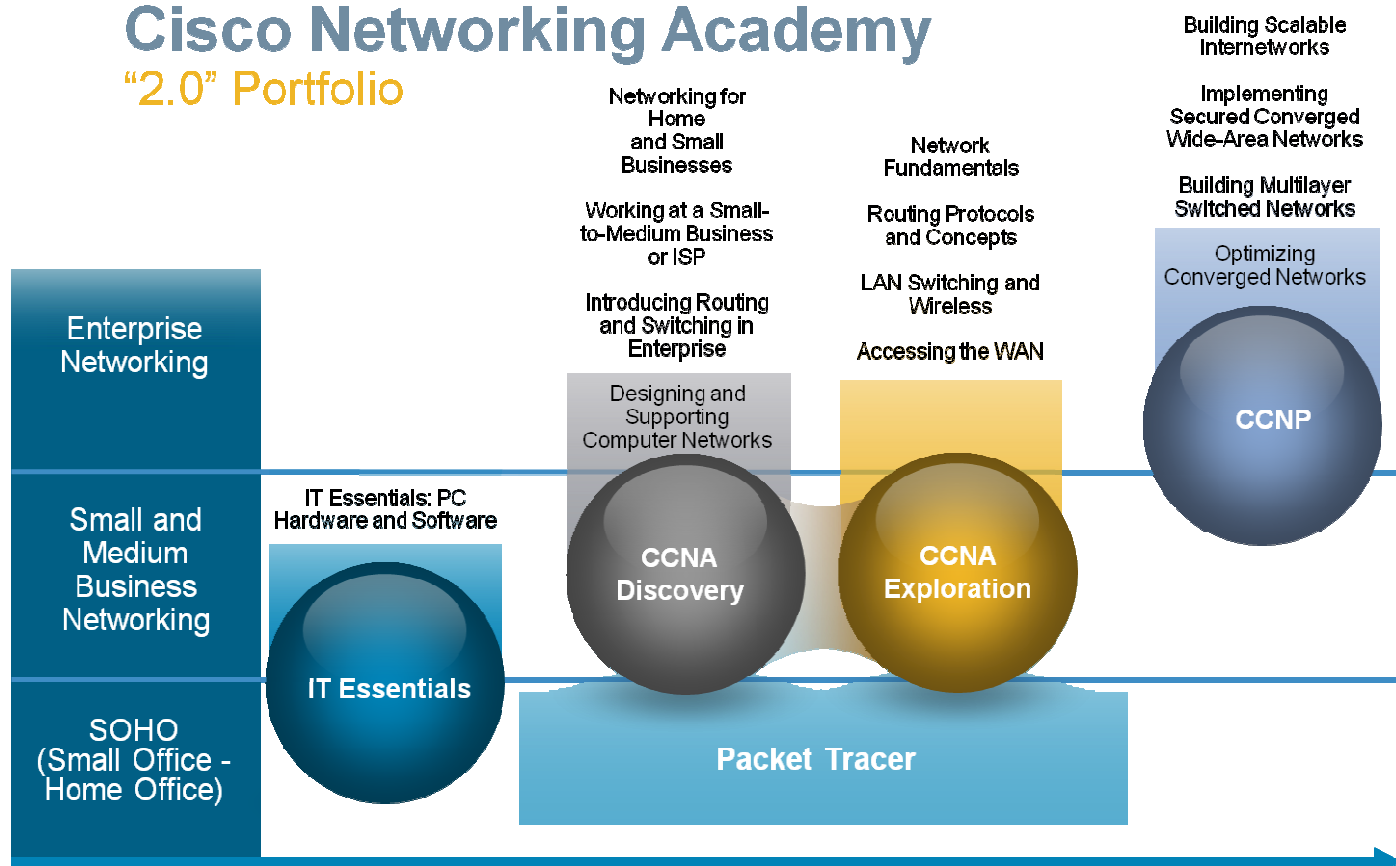 Cisco Networking Academy
“2.0” Portfolio
Enterprise
Networking
Small and
Medium
Business
Networking
SOHO
(Small Office -
Home Office)
IT Essentials: PC
Hardware and Software
IT Essentials
Networking for
Home
and Small
Businesses
Working at a Small-
to-Medium Business
or ISP
Introducing Routing
and Switching in
Enterprise
Designing and
Supporting
Computer Networks
CCNA
Discovery
Network
Fundamentals
Routing Protocols
and Concepts
LAN Switching and
Wireless
Accessing the WAN
CCNA
Exploration
Packet Tracer
Building Scalable
Internetworks
Implementing
Secured Converged
Wide-Area Networks
Building Multilayer
Switched Networks
Optimizing
Converged Networks
CCNP